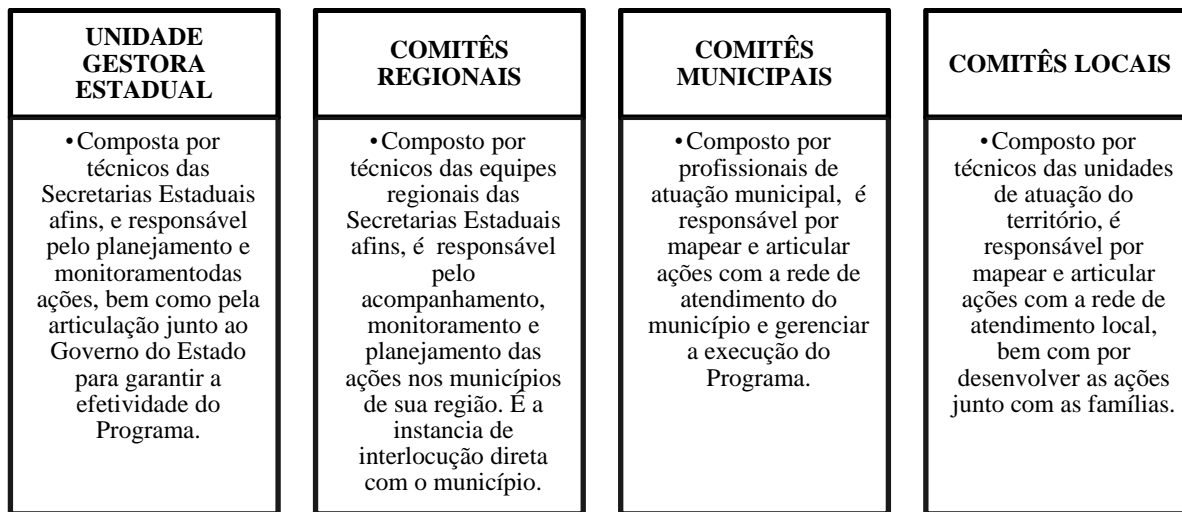 UNIDADE
GESTORA
ESTADUAL
•Composta por
técnicos das
Secretarias Estaduais
afins, e responsável
pelo planejamento e
monitoramentodas
ações, bem como pela
articulação junto ao
Governo do Estado
para garantir a
efetividade do
Programa.
COMITÊS
REGIONAIS
•Composto por
técnicos das equipes
regionais das
Secretarias Estaduais
afins, é responsável
pelo
acompanhamento,
monitoramento e
planejamento das
ações nos municípios
de sua região. É a
instancia de
interlocução direta
com o município.
COMITÊS
MUNICIPAIS
•Composto por
profissionais de
atuação municipal, é
responsável por
mapear e articular
ações com a rede de
atendimento do
município e gerenciar
a execução do
Programa.
COMITÊS LOCAIS
•Composto por
técnicos das unidades
de atuação do
território, é
responsável por
mapear e articular
ações com a rede de
atendimento local,
bem com por
desenvolver as ações
junto com as famílias.